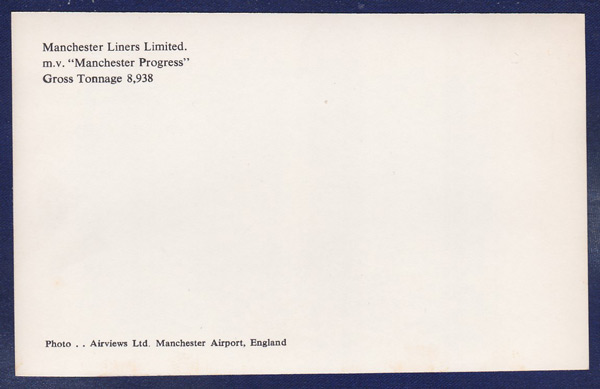 Manchester Liners Limited.
m.v. “Manchester Progress”
Gross Tonnage 8,938
Photo . . Airviews Ltd. Manchester Airport, England